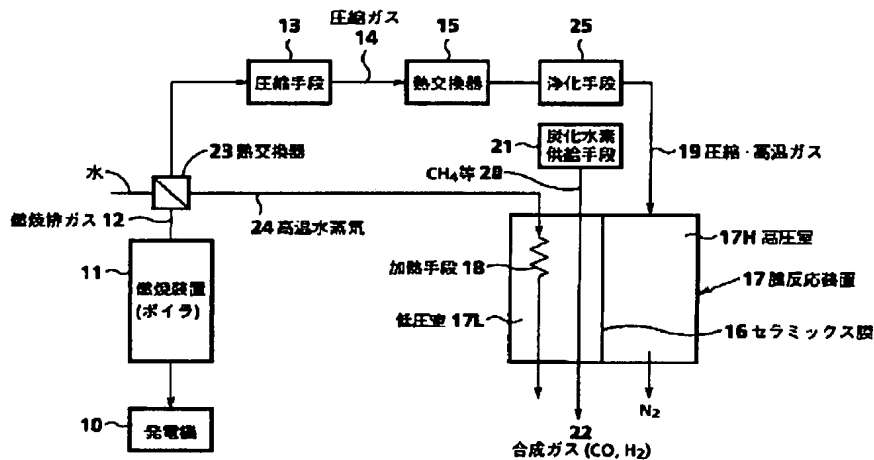 圧縮ガス
13
14
15
25
圧縮手段
熱交換器
浄化手段
21
炭化水素
供給手段
19 圧縮・高温ガス
23 熱交換器
水
CH4等 20
24 高温水蒸気
燃焼排ガス 12
17H 高圧室
11
加熱手段 18
17 膜反応装置
燃焼装置
(ボイラ)
低圧室 17L
16 セラミックス膜
10
発電機
N2
22
合成ガス (CO, H2)